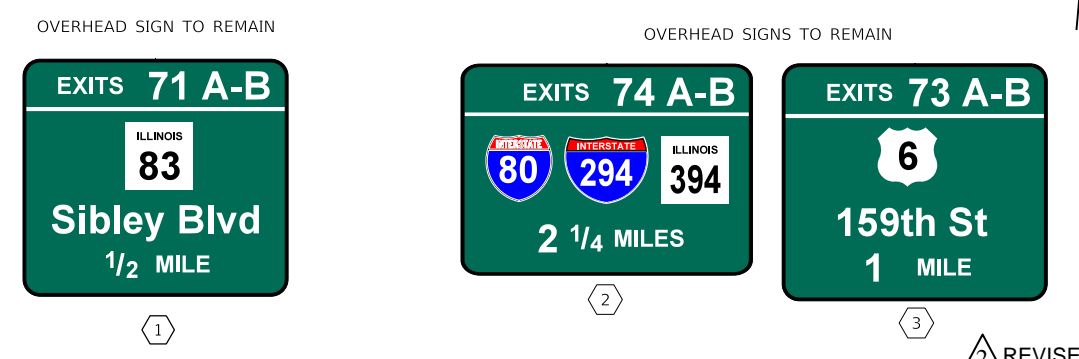 OVERHEAD SIGN TO REMAIN
EXITS 71 A-B
ILLINOIS
83
Sibley Blvd
1/2 MILE
1
OVERHEAD SIGNS TO REMAIN
EXITS 74 A-B
INTERSTATE
80
INTERSTATE
294
ILLINOIS
394
2 1/4 MILES
2
EXITS 73 A-B
6
159th St
1 MILE
3
2 REVISE